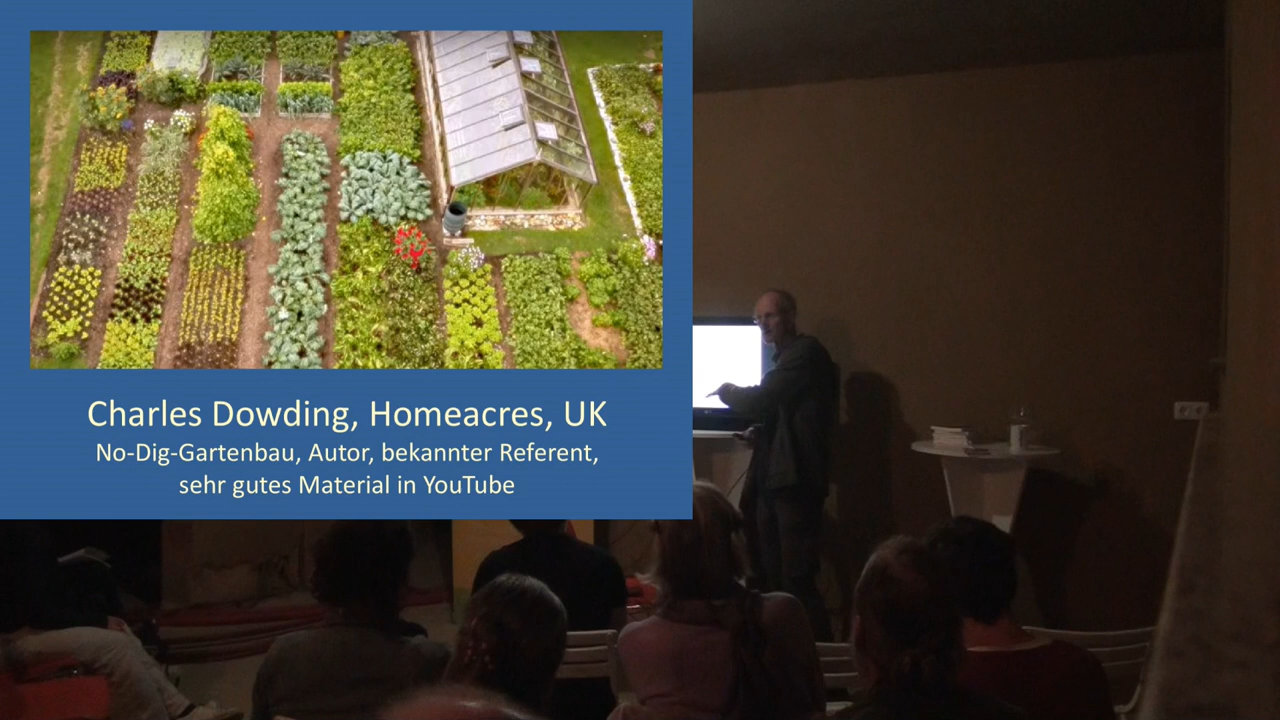 Charles Dowding, Homeacres, UK
No-Dig-Gartenbau, Autor, bekannter Referent,
sehr gutes Material in YouTube